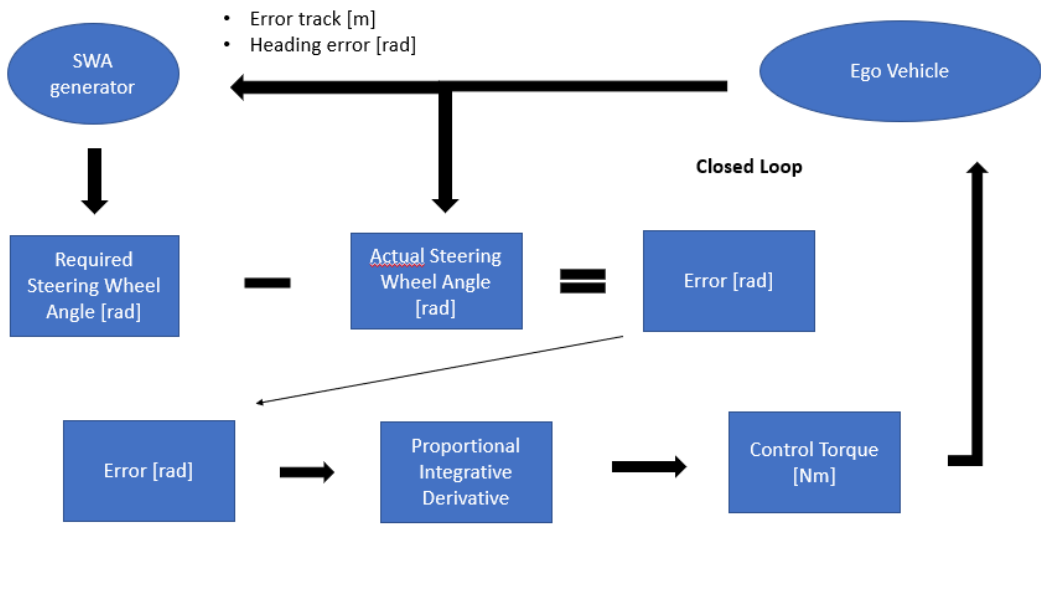 • Error track [m]
• Heading error [rad]
SWA
generator
Ego Vehicle
Closed Loop
Required
Steering Wheel
Angle [rad]
Actual Steering
Wheel Angle
[rad]
Error [rad]
Error [rad]
Proportional
Integrative
Derivative
Control Torque
[Nm]